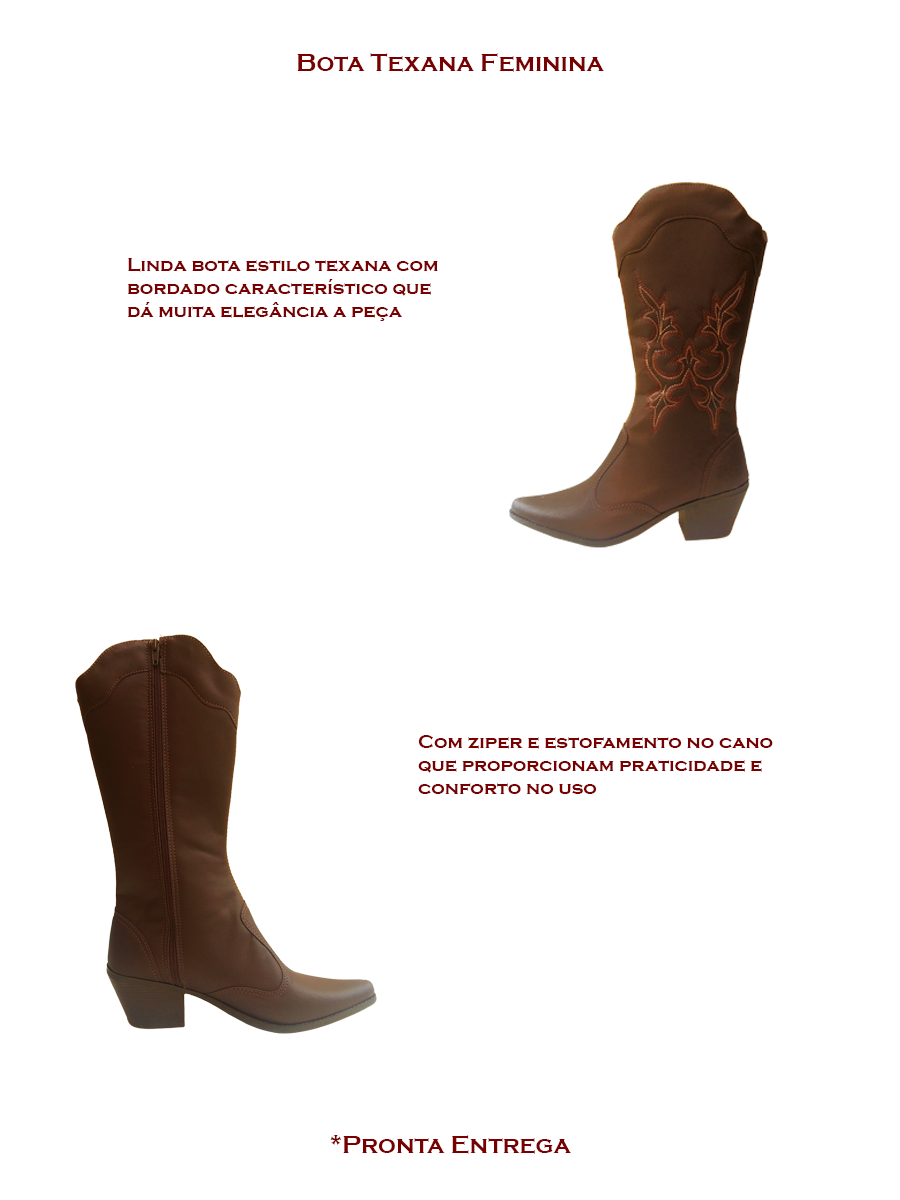 Bota Texana Feminina
Linda bota estilo texana com
bordado característico que
dá muita elegância a peça
Com ziper e estofamento no cano
que proporcionam praticidade e
conforto no uso
*Pronta Entrega